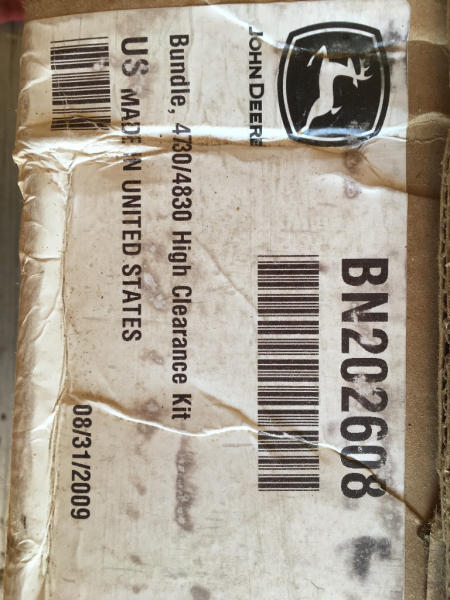 JOHN DEERE
BN202608
Bundle, 4730/4830 High Clearance Kit
US MADE IN UNITED STATES
08/31/2009